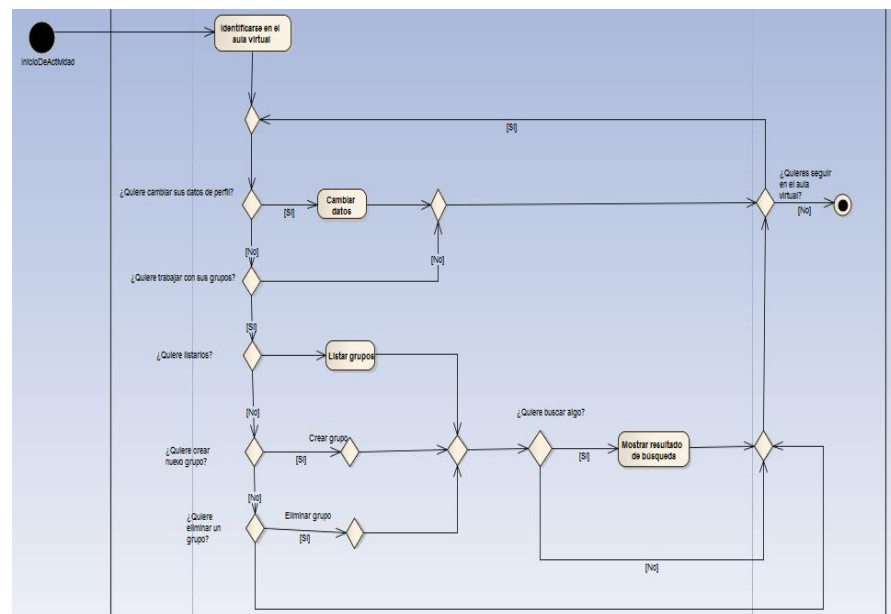 Identificarse en el
aula virtual
InicioDeActividad
[Si]
¿Quiere cambiar sus datos de perfil?
[Si]
Cambiar
datos
¿Quieres seguir
en el aula
virtual?
[No]
[No]
[No]
¿Quiere trabajar con sus grupos?
[Si]
¿Quiere listarlos?
Listar grupos
[No]
¿Quiere buscar algo?
¿Quiere crear
nuevo grupo?
Crear grupo
[Si]
[Si]
Mostrar resultado
de búsqueda
[No]
¿Quiere
eliminar un
grupo?
Eliminar grupo
[Si]
[No]